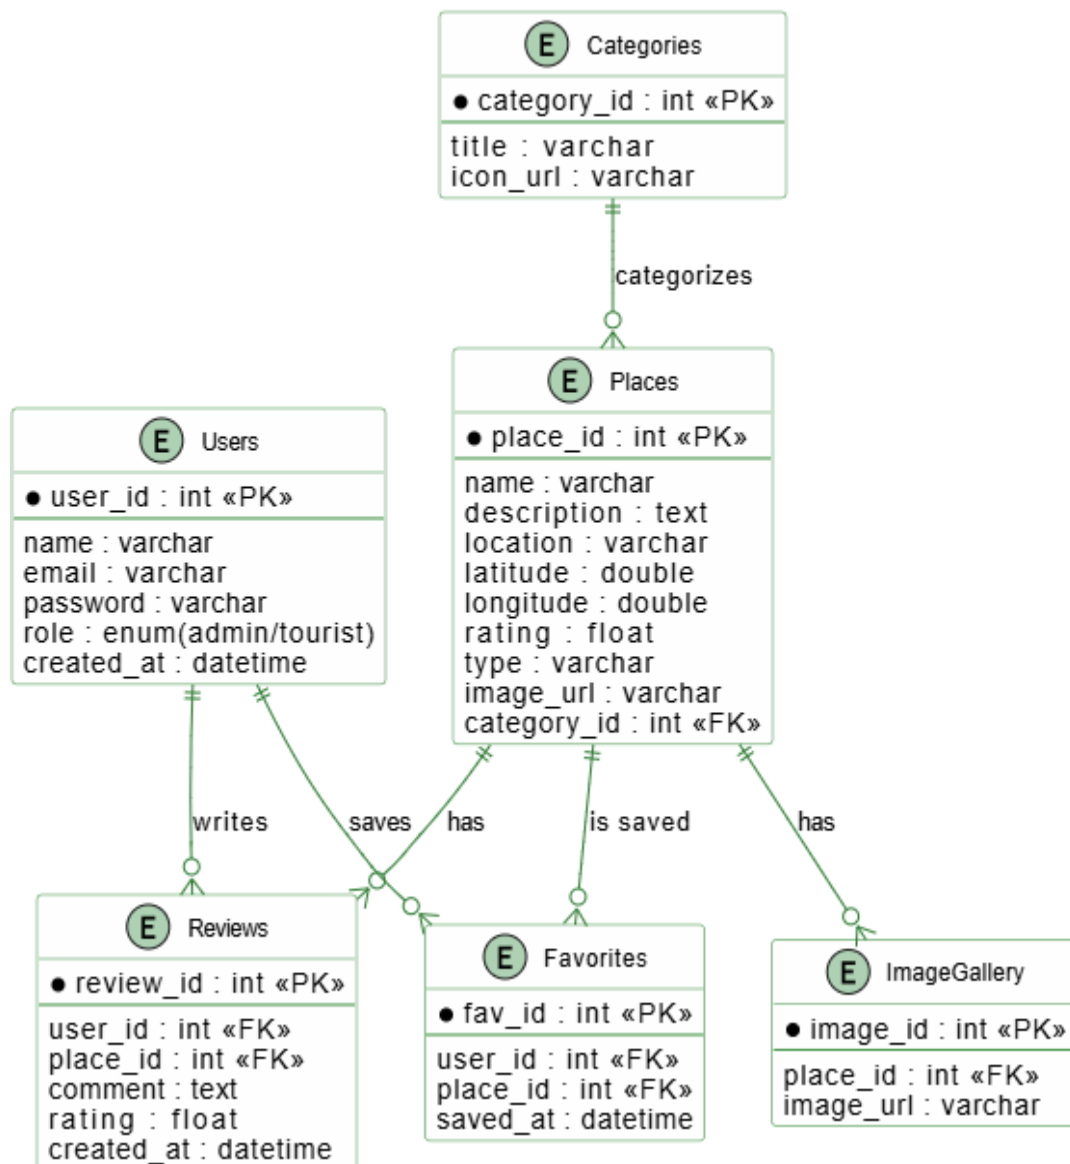 E Categories
● category_id : int «PK»
title : varchar
icon_url : varchar
categorizes
E Places
● place_id : int «PK»
name : varchar
description : text
location : varchar
latitude : double
longitude : double
rating : float
type : varchar
image_url : varchar
category_id : int «FK»
E Users
● user_id : int «PK»
name : varchar
email : varchar
password : varchar
role : enum(admin/tourist)
created_at : datetime
writes
saves
has
is saved
has
E Reviews
● review_id : int «PK»
user_id : int «FK»
place_id : int «FK»
comment : text
rating : float
created_at : datetime
E Favorites
● fav_id : int «PK»
user_id : int «FK»
place_id : int «FK»
saved_at : datetime
E ImageGallery
● image_id : int «PK»
place_id : int «FK»
image_url : varchar